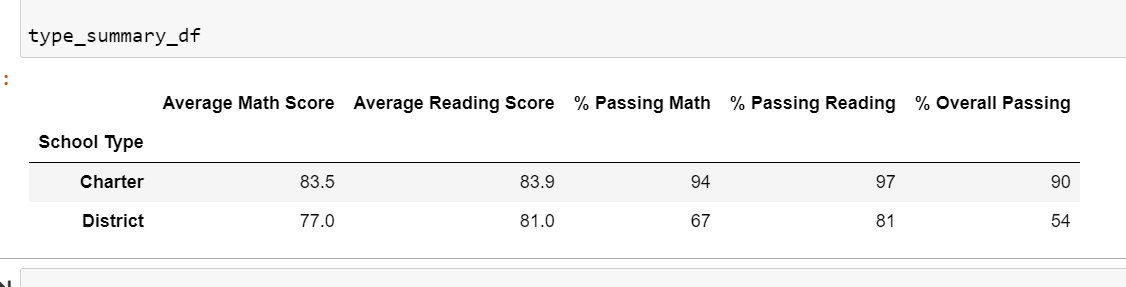 type_summary_df
:
Average Math Score Average Reading Score % Passing Math % Passing Reading % Overall Passing
School Type
Charter 83.5 83.9 94 97 90
District 77.0 81.0 67 81 54